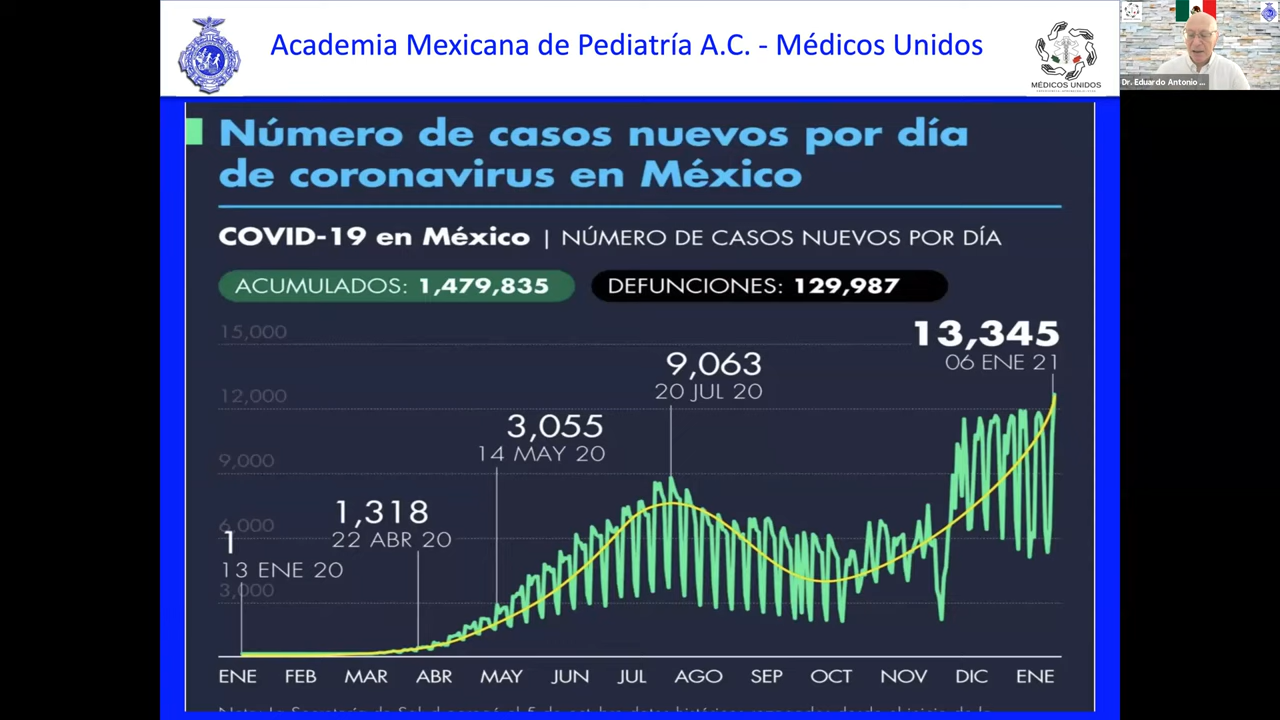 Academia Mexicana de Pediatría A.C. - Médicos Unidos
MÉDICOS UNIDOS
Dr. Eduardo Antonio ...
Número de casos nuevos por día
de coronavirus en México
COVID-19 en México | NÚMERO DE CASOS NUEVOS POR DÍA
ACUMULADOS: 1,479,835
DEFUNCIONES: 129,987
15,000
13,345
06 ENE 21
9,063
20 JUL 20
12,000
3,055
14 MAY 20
9,000
1,318
22 ABR 20
6,000
1
13 ENE 20
3,000
ENE FEB MAR ABR MAY JUN JUL AGO SEP OCT NOV DIC ENE